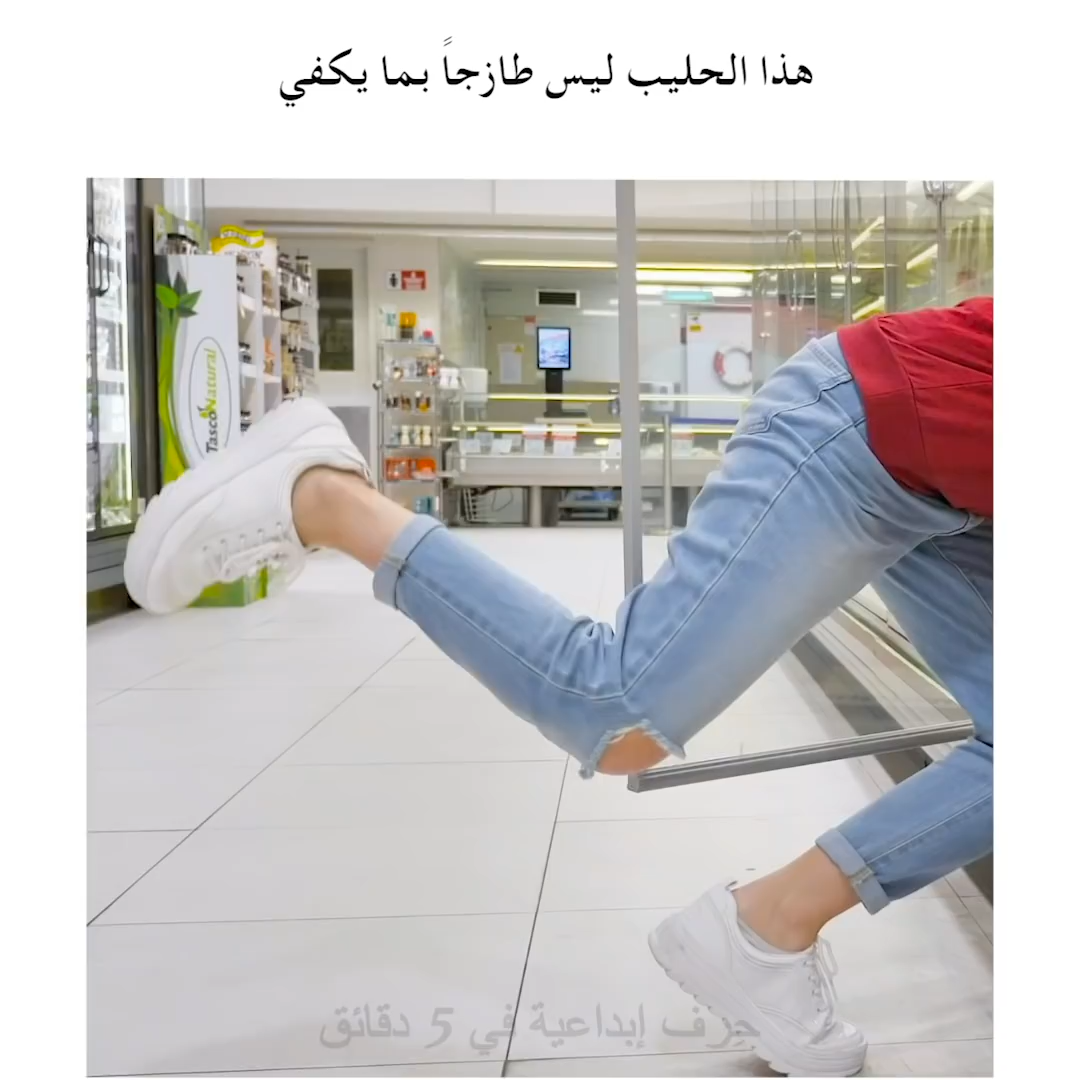 هذا الحليب ليس طازجاً بما يكفي
TascoNatural
حِرَف إبداعية في 5 دقائق